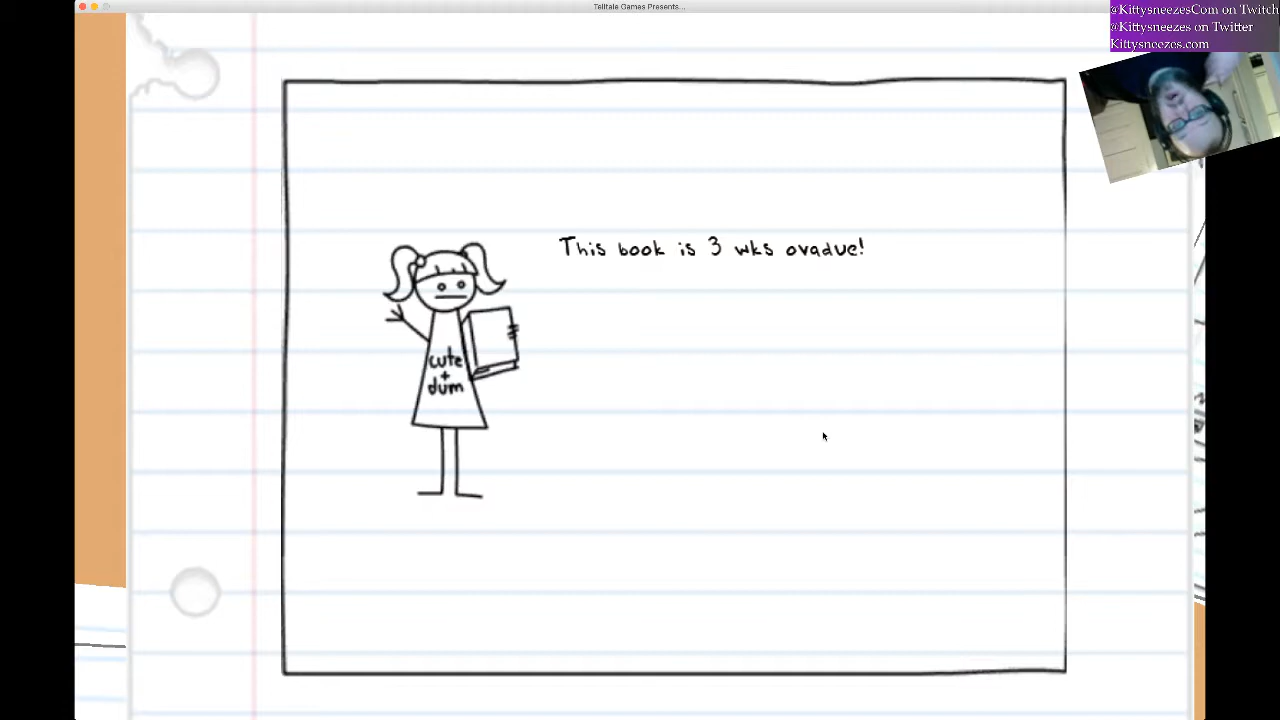 Telltale Games Presents...
@KittysneezesCom on Twitch
@Kittysneezes on Twitter
Kittysneezes.com
This book is 3 wks ovadue!
cute
+
dum